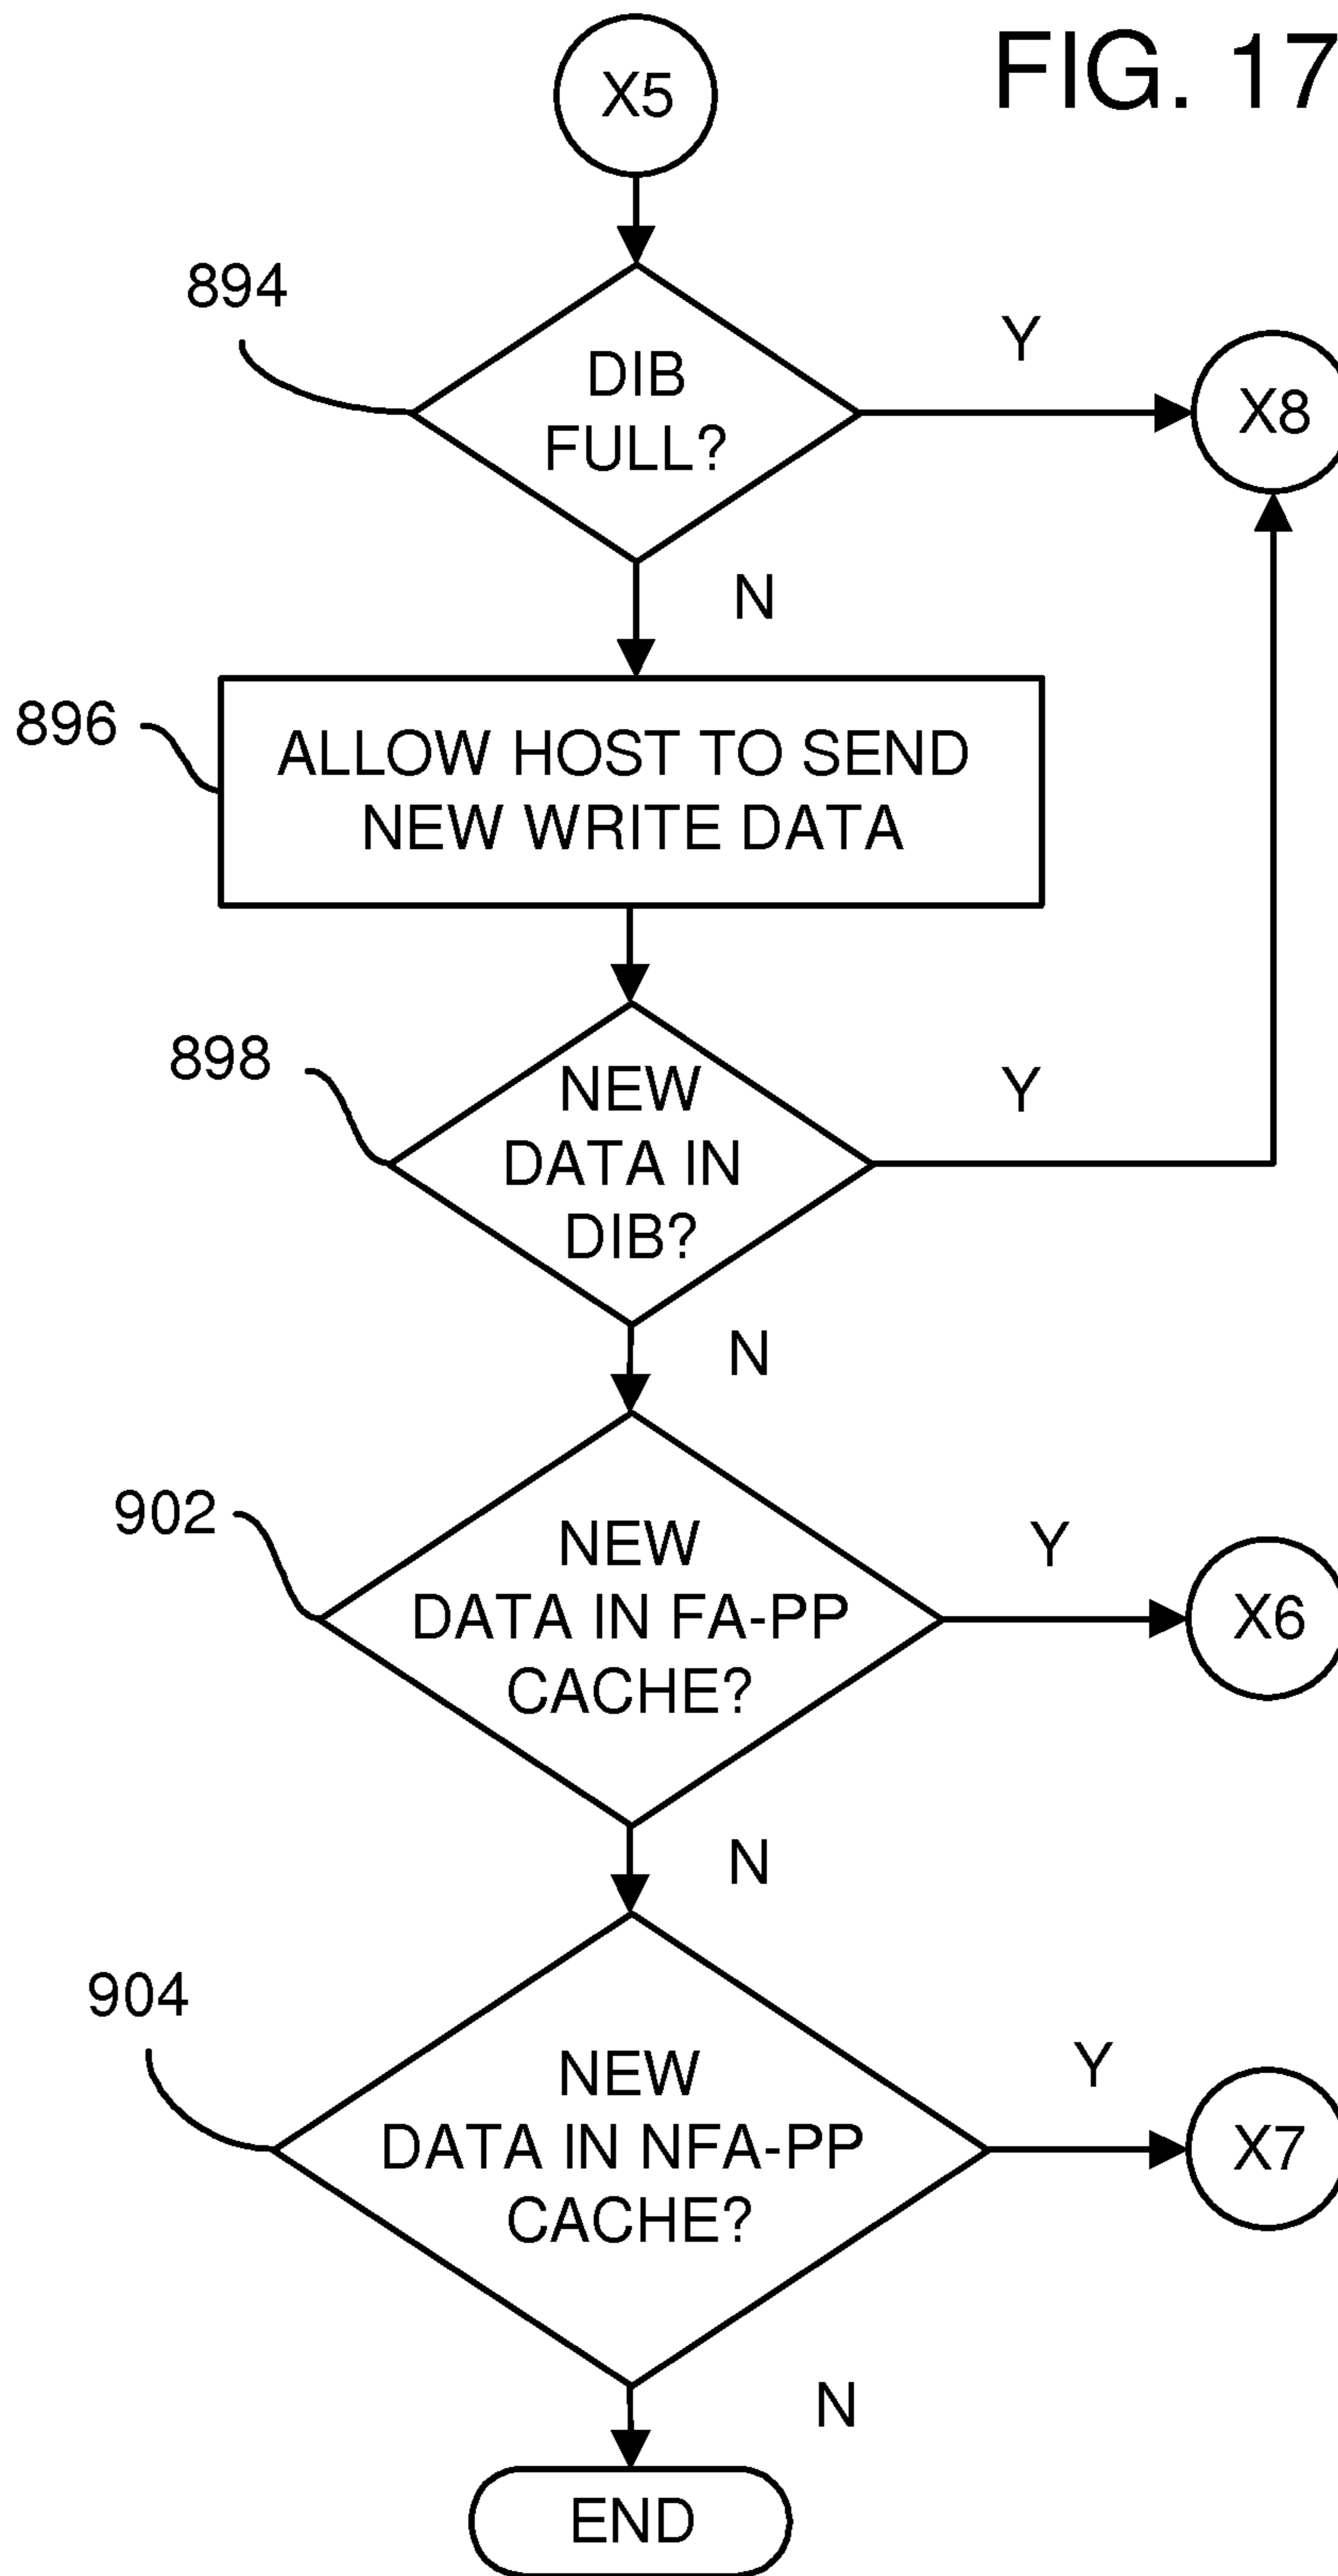 FIG. 17
X5
894
DIB
FULL?
Y
X8
N
896
ALLOW HOST TO SEND
NEW WRITE DATA
898
NEW
DATA IN
DIB?
Y
N
902
NEW
DATA IN FA-PP
CACHE?
Y
X6
N
904
NEW
DATA IN NFA-PP
CACHE?
Y
X7
N
END